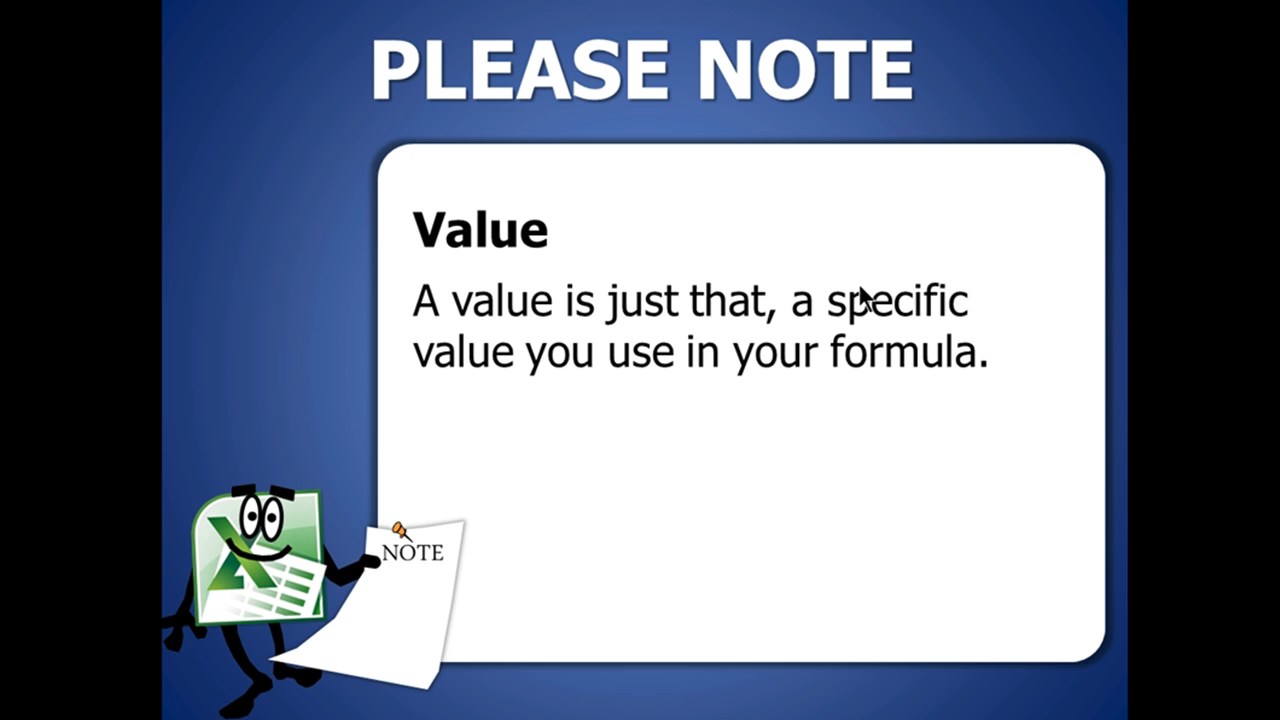 PLEASE NOTE
Value
A value is just that, a specific
value you use in your formula.
NOTE